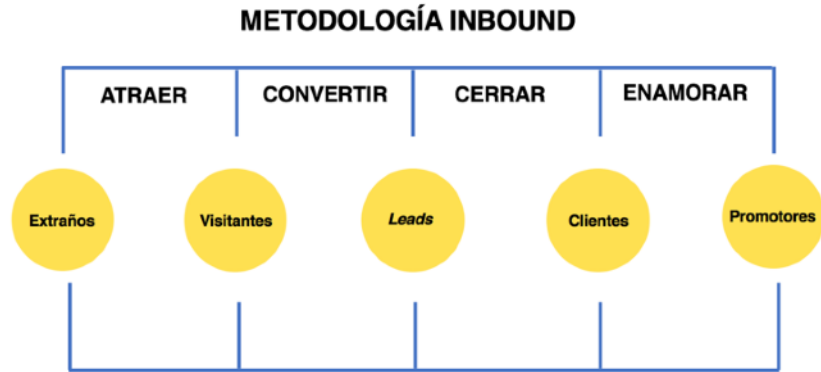 METODOLOGÍA INBOUND
ATRAER CONVERTIR CERRAR ENAMORAR
Extraños Visitantes Leads Clientes Promotores